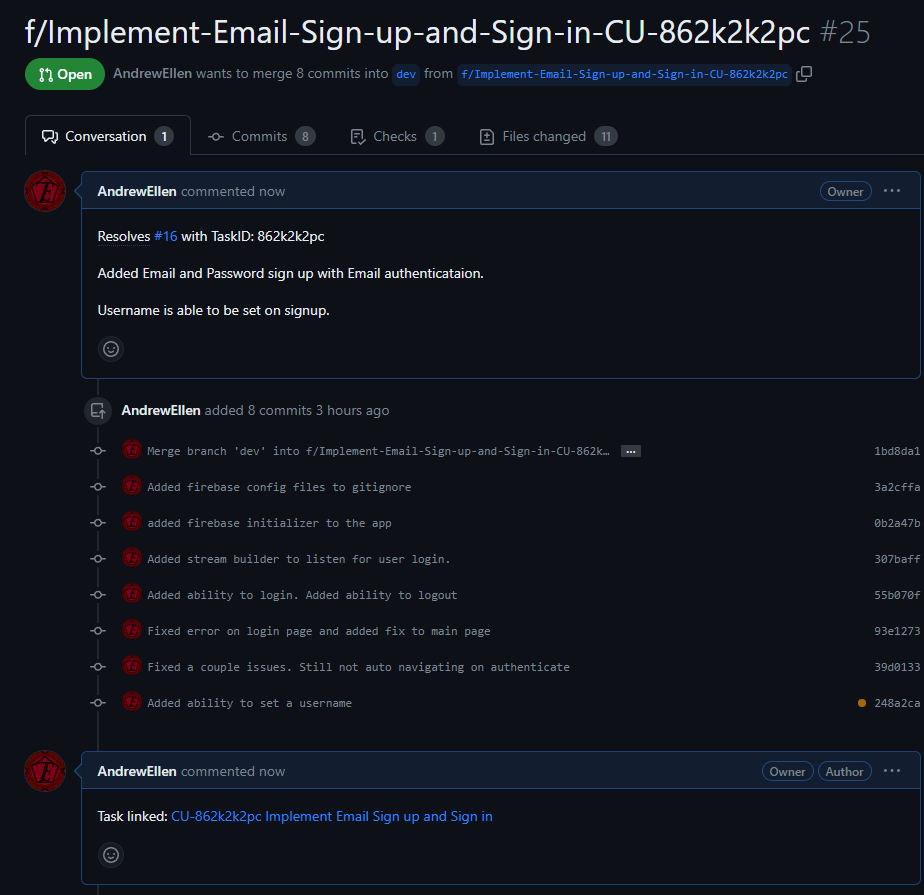 f/Implement-Email-Sign-up-and-Sign-in-CU-862k2k2pc #25
Open AndrewEllen wants to merge 8 commits into dev from f/Implement-Email-Sign-up-and-Sign-in-CU-862k2k2pc
Conversation 1 Commits 8 Checks 1 Files changed 11
AndrewEllen commented now Owner ...
Resolves #16 with TaskID: 862k2k2pc
Added Email and Password sign up with Email authenticataion.
Username is able to be set on signup.
AndrewEllen added 8 commits 3 hours ago
Merge branch 'dev' into f/Implement-Email-Sign-up-and-Sign-in-CU-862k… ... 1bd8da1
Added firebase config files to gitignore 3a2cffa
added firebase initializer to the app 0b2a47b
Added stream builder to listen for user login. 307baff
Added ability to login. Added ability to logout 55b070f
Fixed error on login page and added fix to main page 93e1273
Fixed a couple issues. Still not auto navigating on authenticate 39d0133
Added ability to set a username 248a2ca
AndrewEllen commented now Owner Author ...
Task linked: CU-862k2k2pc Implement Email Sign up and Sign in